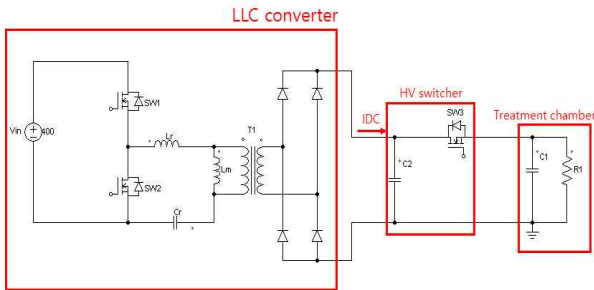 LLC converter
HV switcher
SW3
Treatment chamber
IDC
SW1
T1
Lr
Vin
400
Lm
C2
C1
R1
SW2
Cr